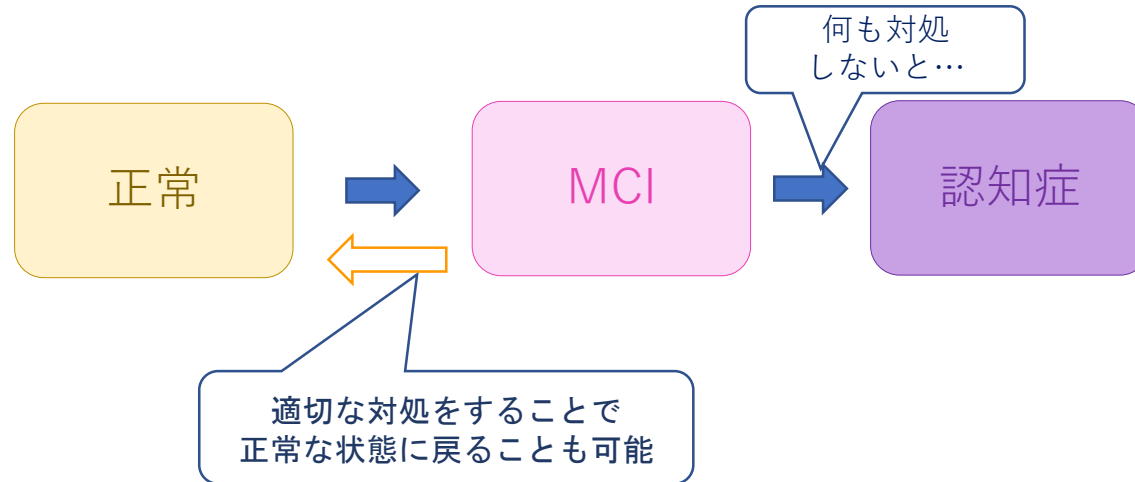 何も対処
しないと…
正常
MCI
認知症
適切な対処をすることで
正常な状態に戻ることも可能